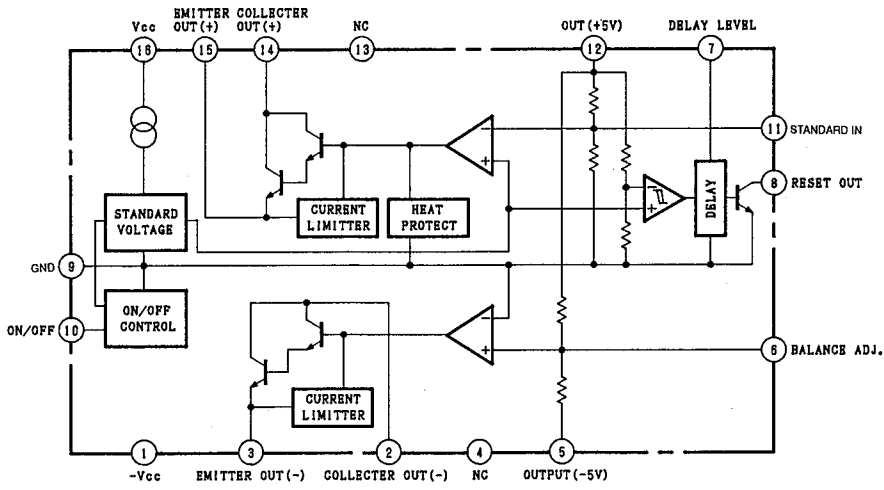 EMITTER COLLECTER
Vcc OUT(+) OUT(+) NC OUT(+5V) DELAY LEVEL
16 15 14 13 12 7
11 STANDARD IN
8 RESET OUT
STANDARD
VOLTAGE
CURRENT
LIMITTER
HEAT
PROTECT
DELAY
GND 9
ON/OFF
CONTROL
ON/OFF 10
6 BALANCE ADJ.
CURRENT
LIMITTER
1 3 2 4 5
-Vcc EMITTER OUT(-) COLLECTER OUT(-) NC OUTPUT(-5V)